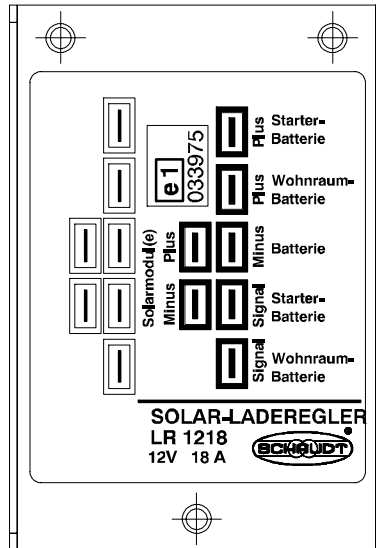 Plus
Starter-
Batterie
e1
033975
Plus
Wohnraum-
Batterie
Solarmodul(e)
Plus
Minus
Batterie
Minus
Signal
Starter-
Batterie
Signal
Wohnraum-
Batterie
SOLAR-LADEREGLER
LR 1218
12V 18 A
SCHAUDT
®